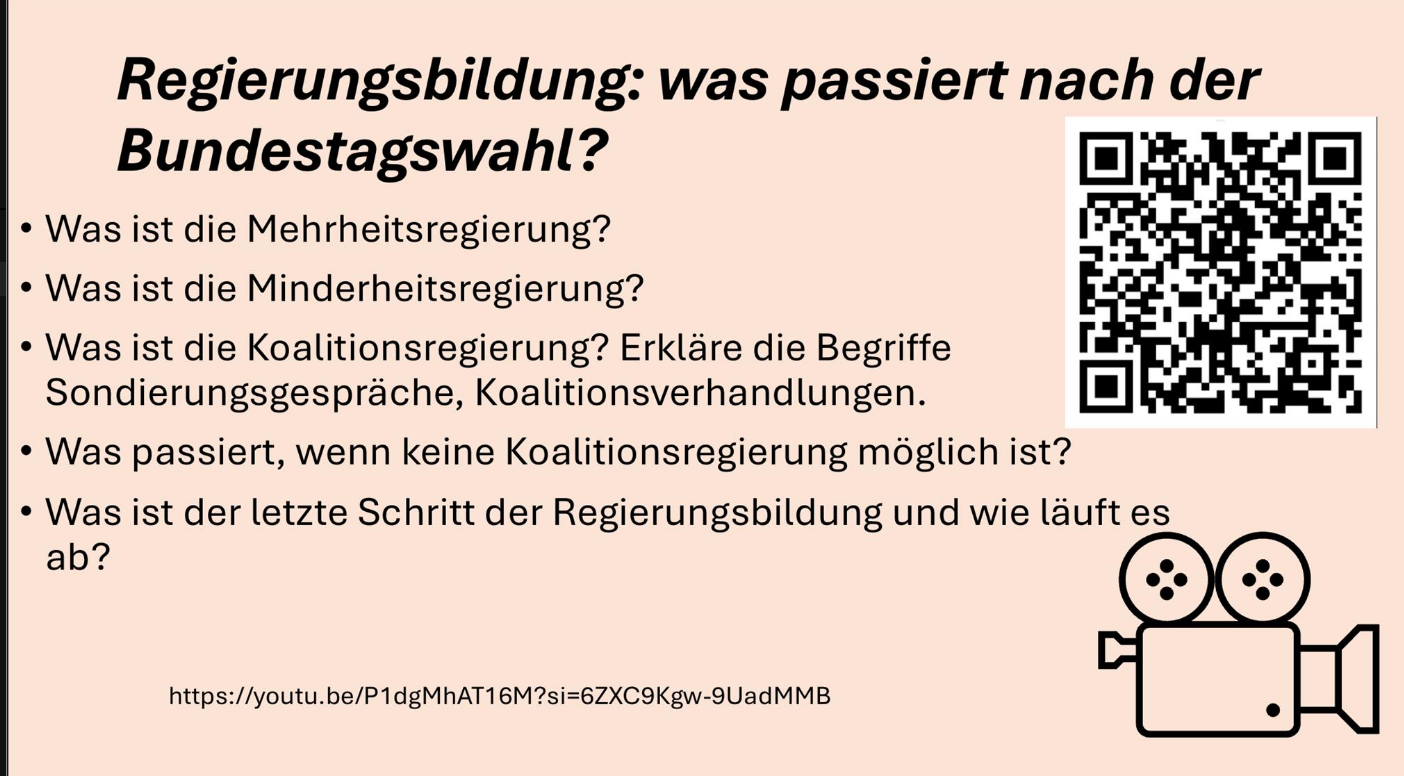 Regierungsbildung: was passiert nach der
Bundestagswahl?
• Was ist die Mehrheitsregierung?
• Was ist die Minderheitsregierung?
• Was ist die Koalitionsregierung? Erkläre die Begriffe
Sondierungsgespräche, Koalitionsverhandlungen.
• Was passiert, wenn keine Koalitionsregierung möglich ist?
• Was ist der letzte Schritt der Regierungsbildung und wie läuft es
ab?
https://youtu.be/P1dgMhAT16M?si=6ZXC9Kgw-9UadMMB